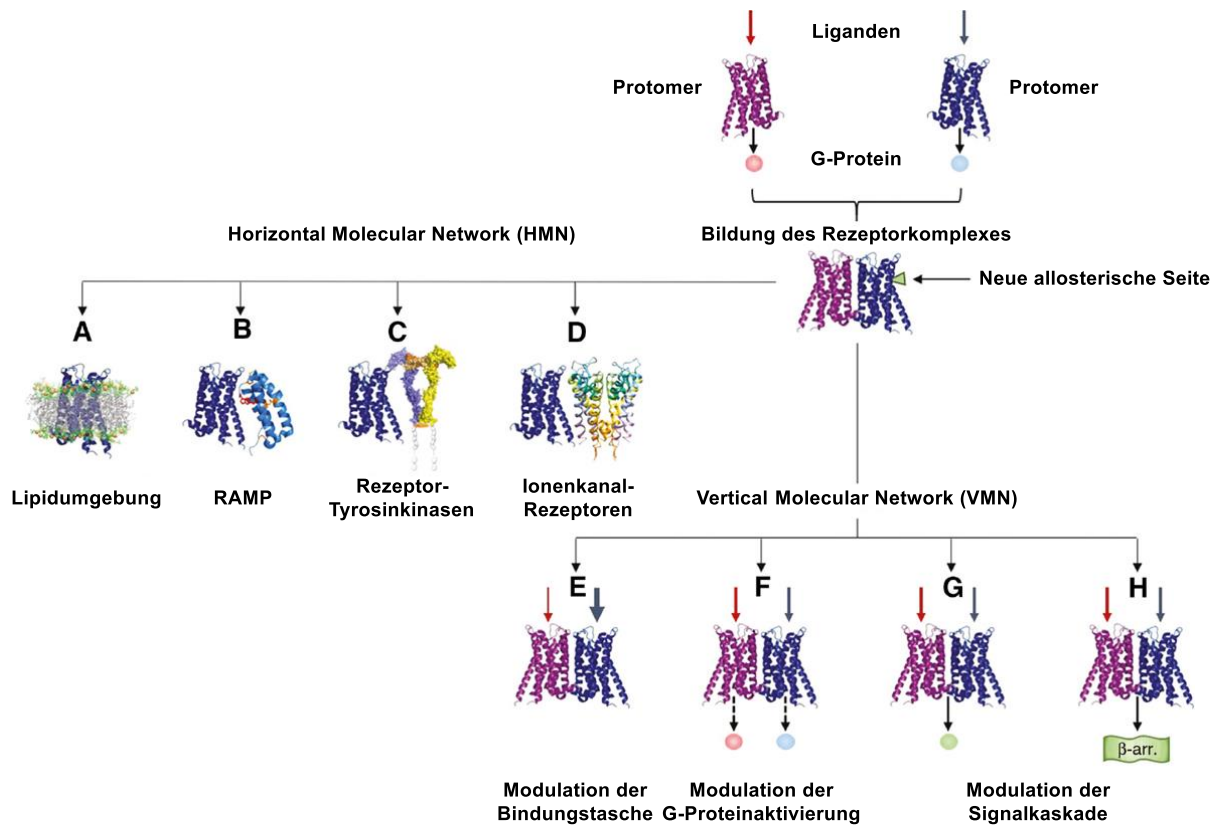 Liganden
Protomer
Protomer
G-Protein
Horizontal Molecular Network (HMN)
Bildung des Rezeptorkomplexes
Neue allosterische Seite
A
B
C
D
Lipidumgebung
RAMP
Rezeptor-
Tyrosinkinasen
Ionenkanal-
Rezeptoren
Vertical Molecular Network (VMN)
E
F
G
H
β-arr.
Modulation der
Bindungstasche
Modulation der
G-Proteinaktivierung
Modulation der
Signalkaskade